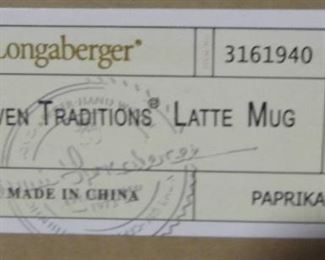 Longaberger® 3161940
VEN TRADITIONS® LATTE MUG
MADE IN CHINA PAPRIKA